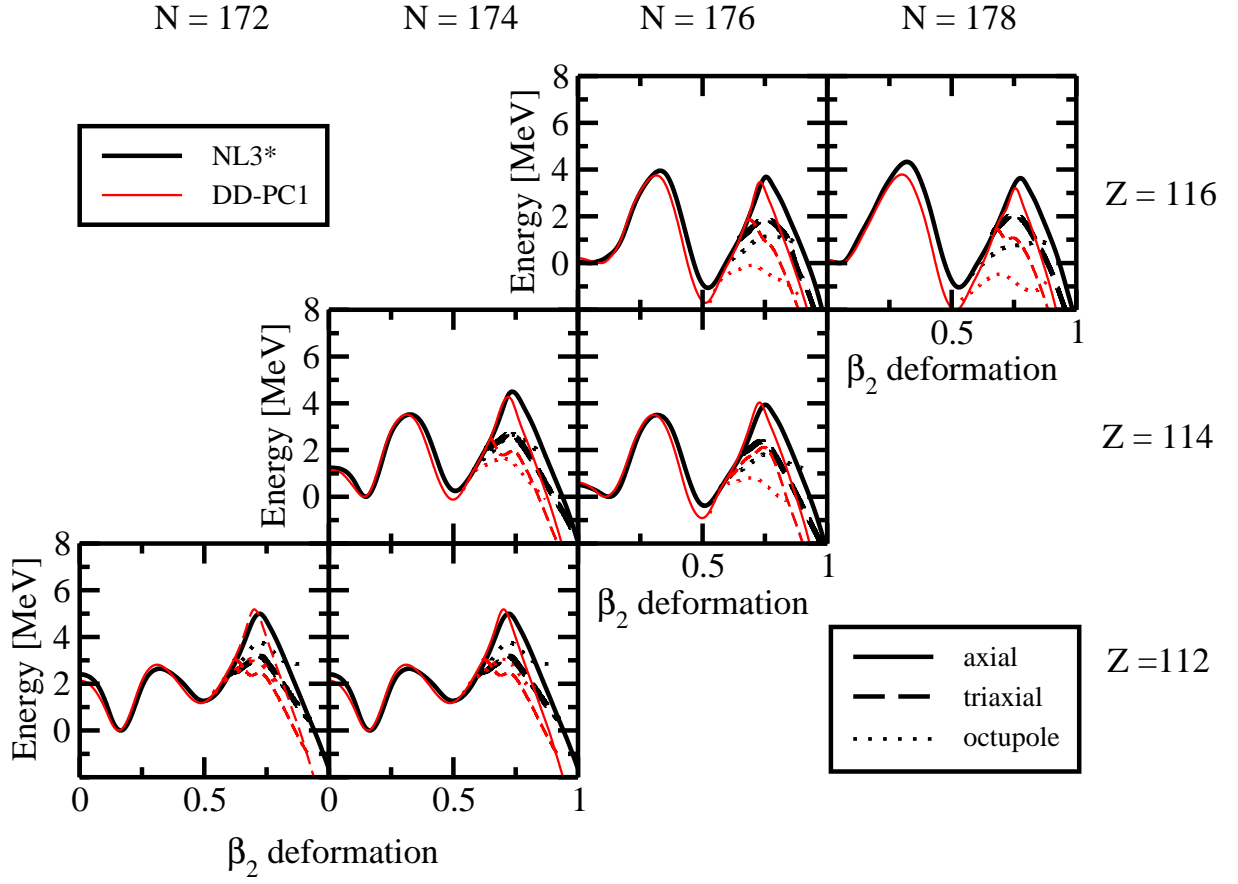 N = 172 N = 174 N = 176 N = 178
NL3*
DD-PC1
Energy [MeV]
8
6
4
2
0
0.5
1
β2 deformation
Z = 116
Energy [MeV]
8
6
4
2
0
0.5
1
β2 deformation
Z = 114
Energy [MeV]
8
6
4
2
0
0
0.5
0
0.5
1
β2 deformation
axial
triaxial
octupole
Z =112